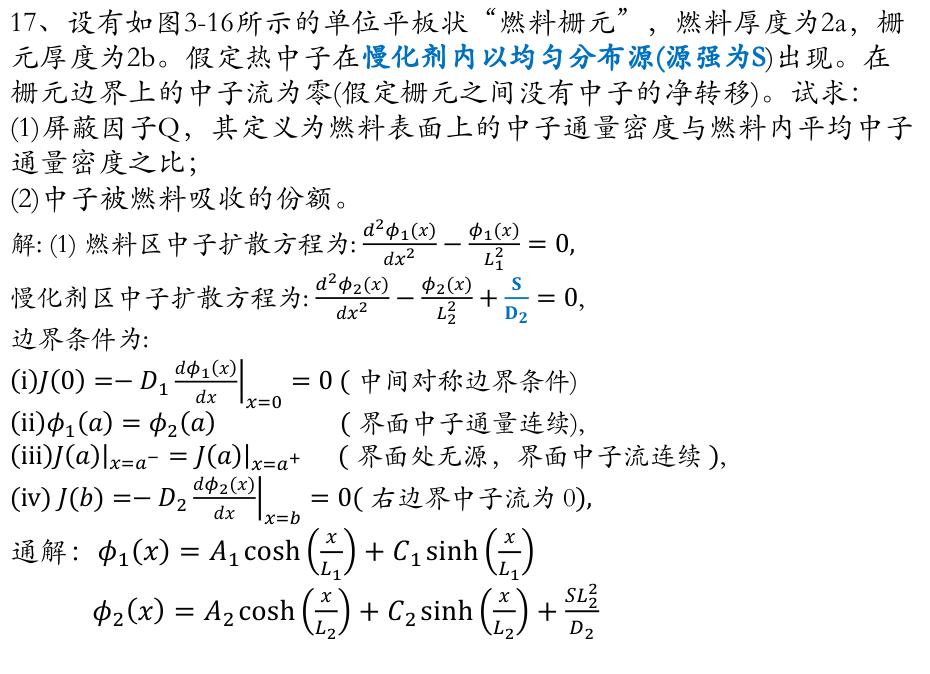 17、设有如图3-16所示的单位平板状“燃料栅元”，燃料厚度为2a，栅
元厚度为2b。假定热中子在慢化剂内以均匀分布源(源强为S)出现。在
栅元边界上的中子流为零(假定栅元之间没有中子的净转移)。试求：
(1)屏蔽因子Q，其定义为燃料表面上的中子通量密度与燃料内平均中子
通量密度之比；
(2)中子被燃料吸收的份额。
解: (1) 燃料区中子扩散方程为: $\frac{d^2\phi_1(x)}{dx^2} - \frac{\phi_1(x)}{L_1^2} = 0,$
慢化剂区中子扩散方程为: $\frac{d^2\phi_2(x)}{dx^2} - \frac{\phi_2(x)}{L_2^2} + \frac{S}{D_2} = 0,$
边界条件为:
(i)$J(0) = -D_1 \left.\frac{d\phi_1(x)}{dx}\right|_{x=0} = 0$ ( 中间对称边界条件)
(ii)$\phi_1(a) = \phi_2(a)$ ( 界面中子通量连续),
(iii)$J(a)|_{x=a^-} = J(a)|_{x=a^+}$ ( 界面处无源，界面中子流连续 ),
(iv) $J(b) = -D_2 \left.\frac{d\phi_2(x)}{dx}\right|_{x=b} = 0$( 右边界中子流为 0),
通解：$\phi_1(x) = A_1 \cosh\left(\frac{x}{L_1}\right) + C_1 \sinh\left(\frac{x}{L_1}\right)$
$\phi_2(x) = A_2 \cosh\left(\frac{x}{L_2}\right) + C_2 \sinh\left(\frac{x}{L_2}\right) + \frac{SL_2^2}{D_2}$